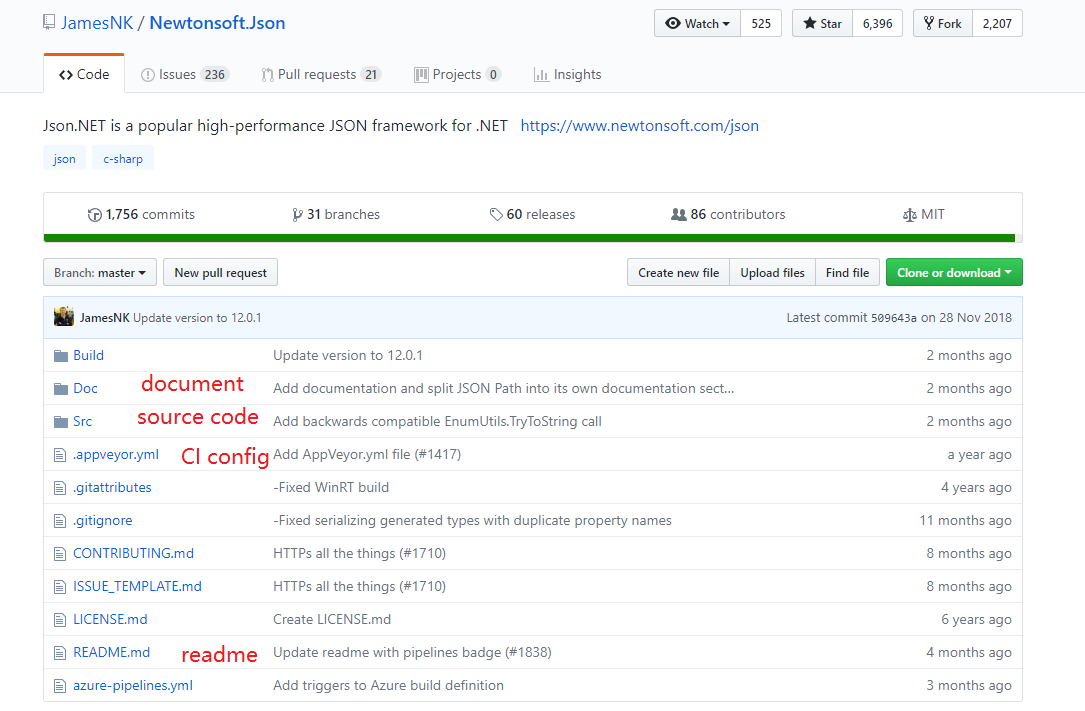 JamesNK / Newtonsoft.Json Watch 525 Star 6,396 Fork 2,207
Code Issues 236 Pull requests 21 Projects 0 Insights
Json.NET is a popular high-performance JSON framework for .NET https://www.newtonsoft.com/json
json c-sharp
1,756 commits 31 branches 60 releases 86 contributors MIT
Branch: master New pull request Create new file Upload files Find file Clone or download
JamesNK Update version to 12.0.1 Latest commit 509643a on 28 Nov 2018
Build Update version to 12.0.1 2 months ago
Doc document Add documentation and split JSON Path into its own documentation sect... 2 months ago
Src source code Add backwards compatible EnumUtils.TryToString call 2 months ago
.appveyor.yml CI config Add AppVeyor.yml file (#1417) a year ago
.gitattributes -Fixed WinRT build 4 years ago
.gitignore -Fixed serializing generated types with duplicate property names 11 months ago
CONTRIBUTING.md HTTPs all the things (#1710) 8 months ago
ISSUE_TEMPLATE.md HTTPs all the things (#1710) 8 months ago
LICENSE.md Create LICENSE.md 6 years ago
README.md readme Update readme with pipelines badge (#1838) 4 months ago
azure-pipelines.yml Add triggers to Azure build definition 3 months ago